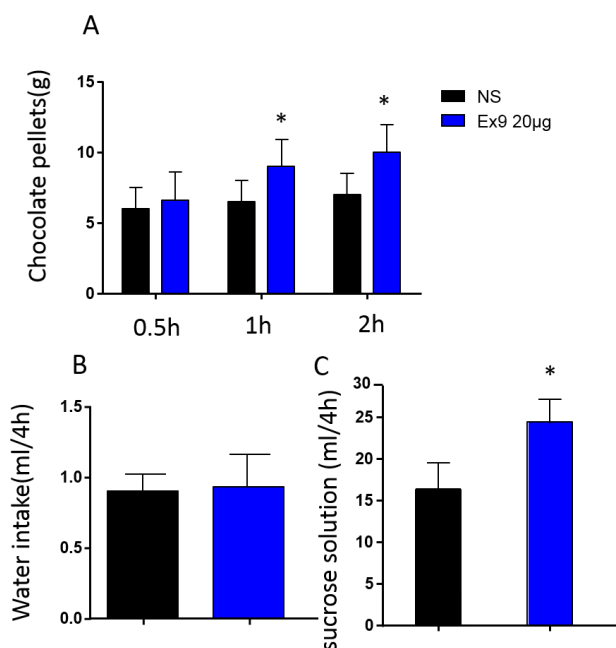 A
Chocolate pellets(g)
15
10
5
0
*
*
NS
Ex9 20µg
0.5h
1h
2h
B
Water intake(ml/4h)
1.5
1.0
0.5
0.0
C
sucrose solution (ml/4h)
30
25
20
15
10
5
0
*